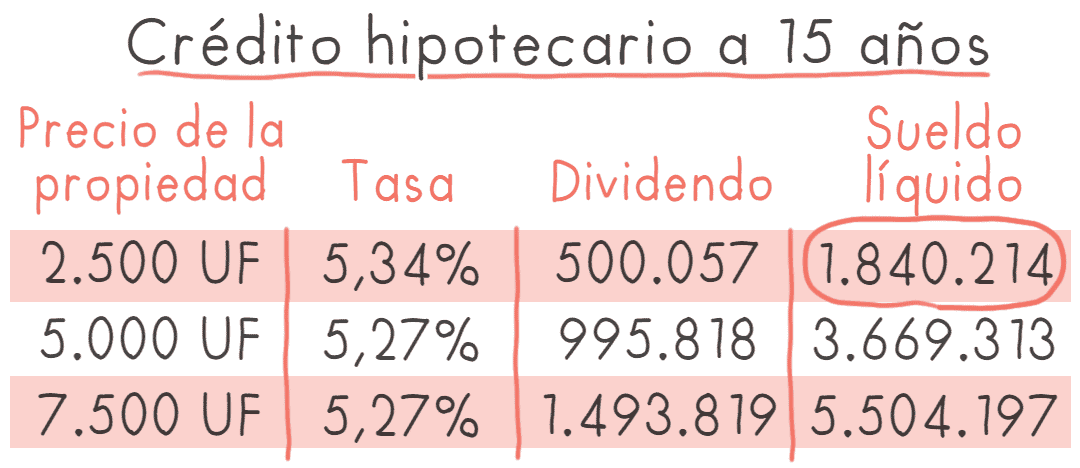 Crédito hipotecario a 15 años
Precio de la propiedad Tasa Dividendo Sueldo líquido
2.500 UF 5,34% 500.057 1.840.214
5.000 UF 5,27% 995.818 3.669.313
7.500 UF 5,27% 1.493.819 5.504.197